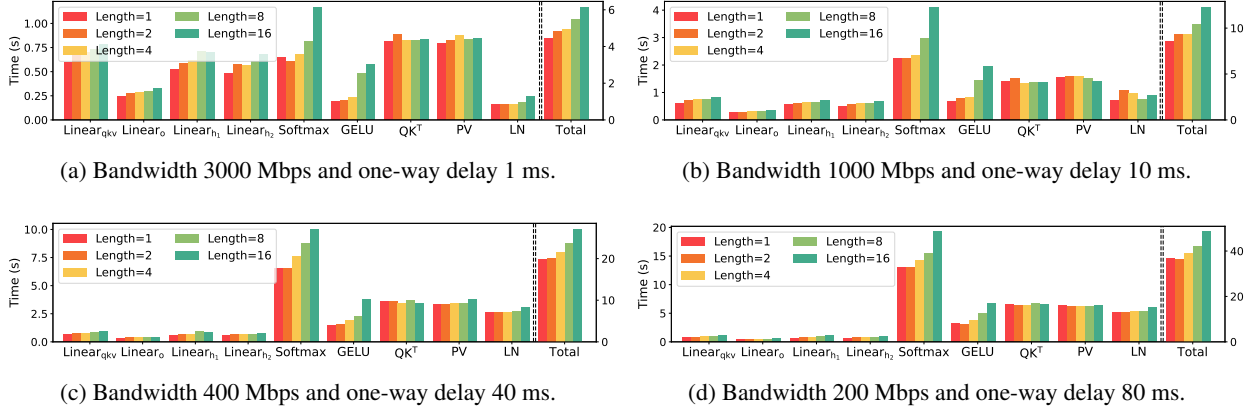 Time (s)
1.00
0.75
0.50
0.25
0.00
Length=1
Length=2
Length=4
Length=8
Length=16
6
4
2
0
Linear_qkv Linear_o Linear_h₁ Linear_h₂ Softmax GELU QKᵀ PV LN Total
(a) Bandwidth 3000 Mbps and one-way delay 1 ms.
Time (s)
4
3
2
1
0
Length=1
Length=2
Length=4
Length=8
Length=16
10
5
0
Linear_qkv Linear_o Linear_h₁ Linear_h₂ Softmax GELU QKᵀ PV LN Total
(b) Bandwidth 1000 Mbps and one-way delay 10 ms.
Time (s)
10.0
7.5
5.0
2.5
0.0
Length=1
Length=2
Length=4
Length=8
Length=16
20
10
0
Linear_qkv Linear_o Linear_h₁ Linear_h₂ Softmax GELU QKᵀ PV LN Total
(c) Bandwidth 400 Mbps and one-way delay 40 ms.
Time (s)
20
15
10
5
0
Length=1
Length=2
Length=4
Length=8
Length=16
40
20
0
Linear_qkv Linear_o Linear_h₁ Linear_h₂ Softmax GELU QKᵀ PV LN Total
(d) Bandwidth 200 Mbps and one-way delay 80 ms.